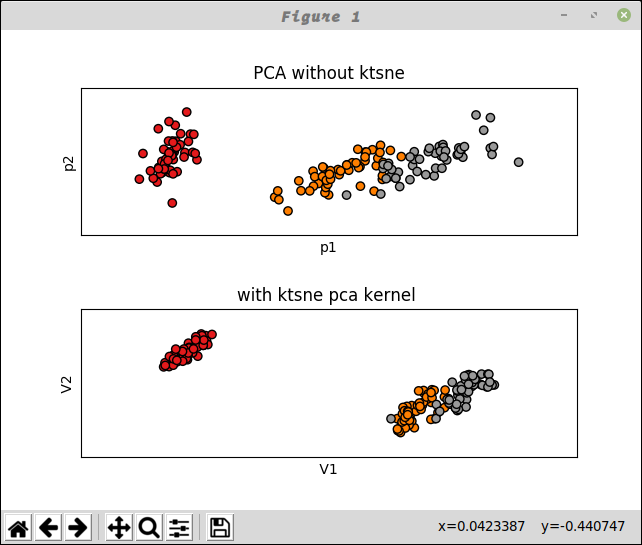 Figure 1
PCA without ktsne
p2
p1
with ktsne pca kernel
V2
V1
x=0.0423387 y=-0.440747